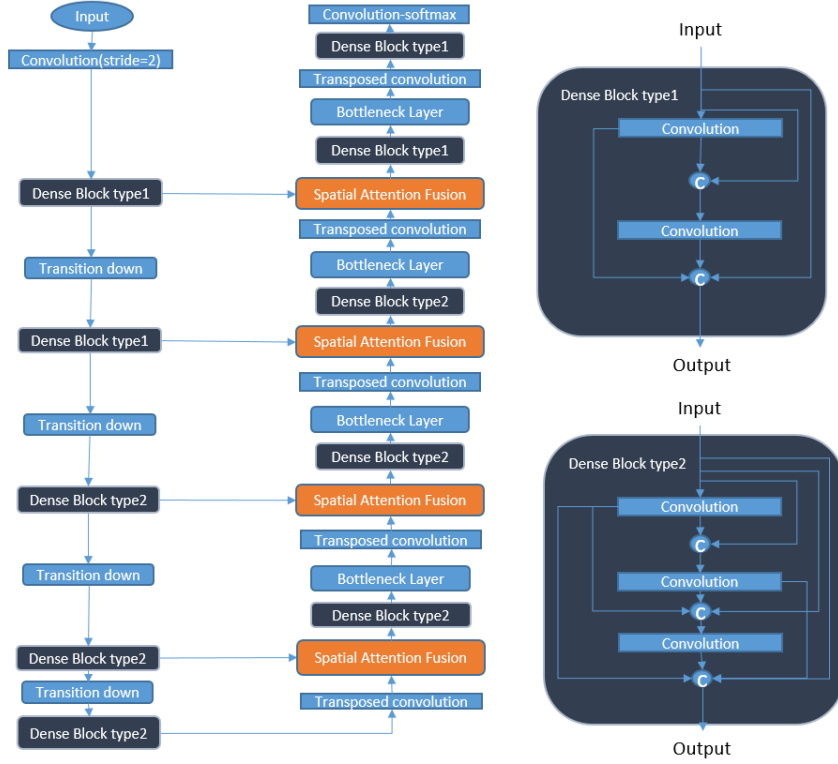 Input
Convolution(stride=2)
Dense Block type1
Transition down
Dense Block type1
Transition down
Dense Block type2
Transition down
Dense Block type2
Transition down
Dense Block type2
Convolution-softmax
Dense Block type1
Transposed convolution
Bottleneck Layer
Dense Block type1
Spatial Attention Fusion
Transposed convolution
Bottleneck Layer
Dense Block type2
Spatial Attention Fusion
Transposed convolution
Bottleneck Layer
Dense Block type2
Spatial Attention Fusion
Transposed convolution
Bottleneck Layer
Dense Block type2
Spatial Attention Fusion
Transposed convolution
Input
Dense Block type1
Convolution
C
Convolution
C
Output
Input
Dense Block type2
Convolution
C
Convolution
C
Convolution
C
Output